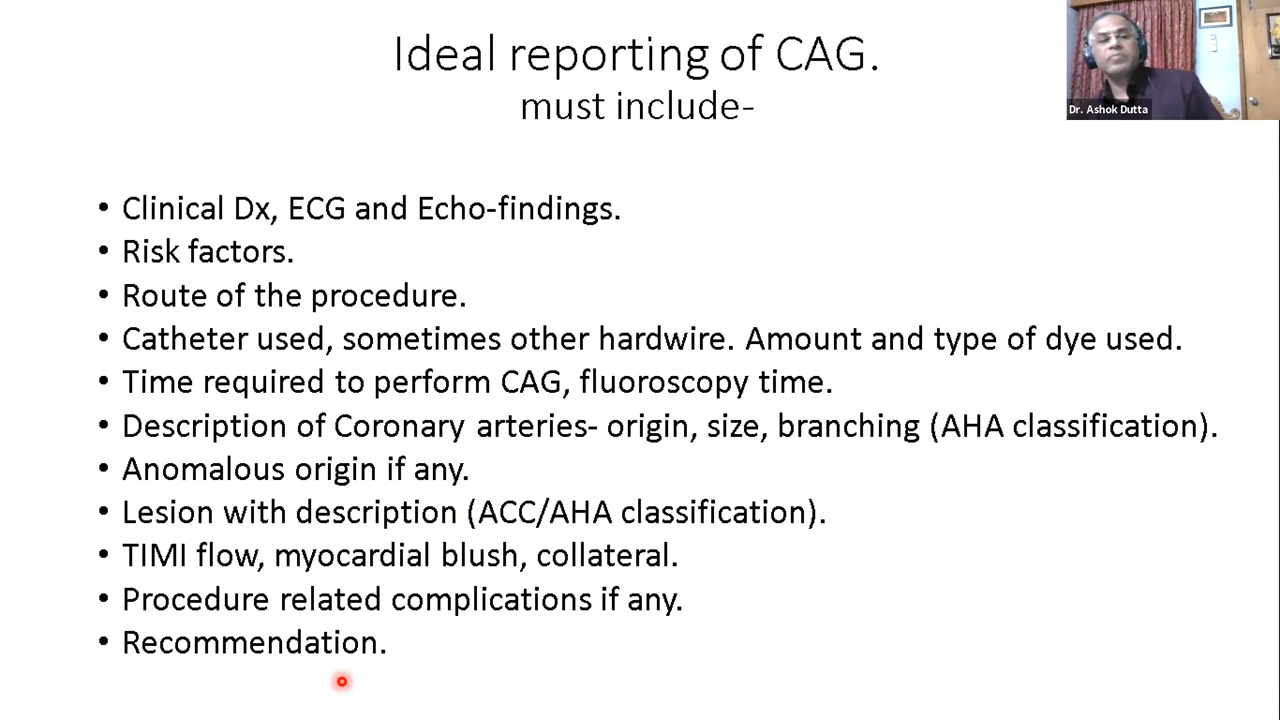 Ideal reporting of CAG.
must include-
Dr. Ashok Dutta
• Clinical Dx, ECG and Echo-findings.
• Risk factors.
• Route of the procedure.
• Catheter used, sometimes other hardwire. Amount and type of dye used.
• Time required to perform CAG, fluoroscopy time.
• Description of Coronary arteries- origin, size, branching (AHA classification).
• Anomalous origin if any.
• Lesion with description (ACC/AHA classification).
• TIMI flow, myocardial blush, collateral.
• Procedure related complications if any.
• Recommendation.